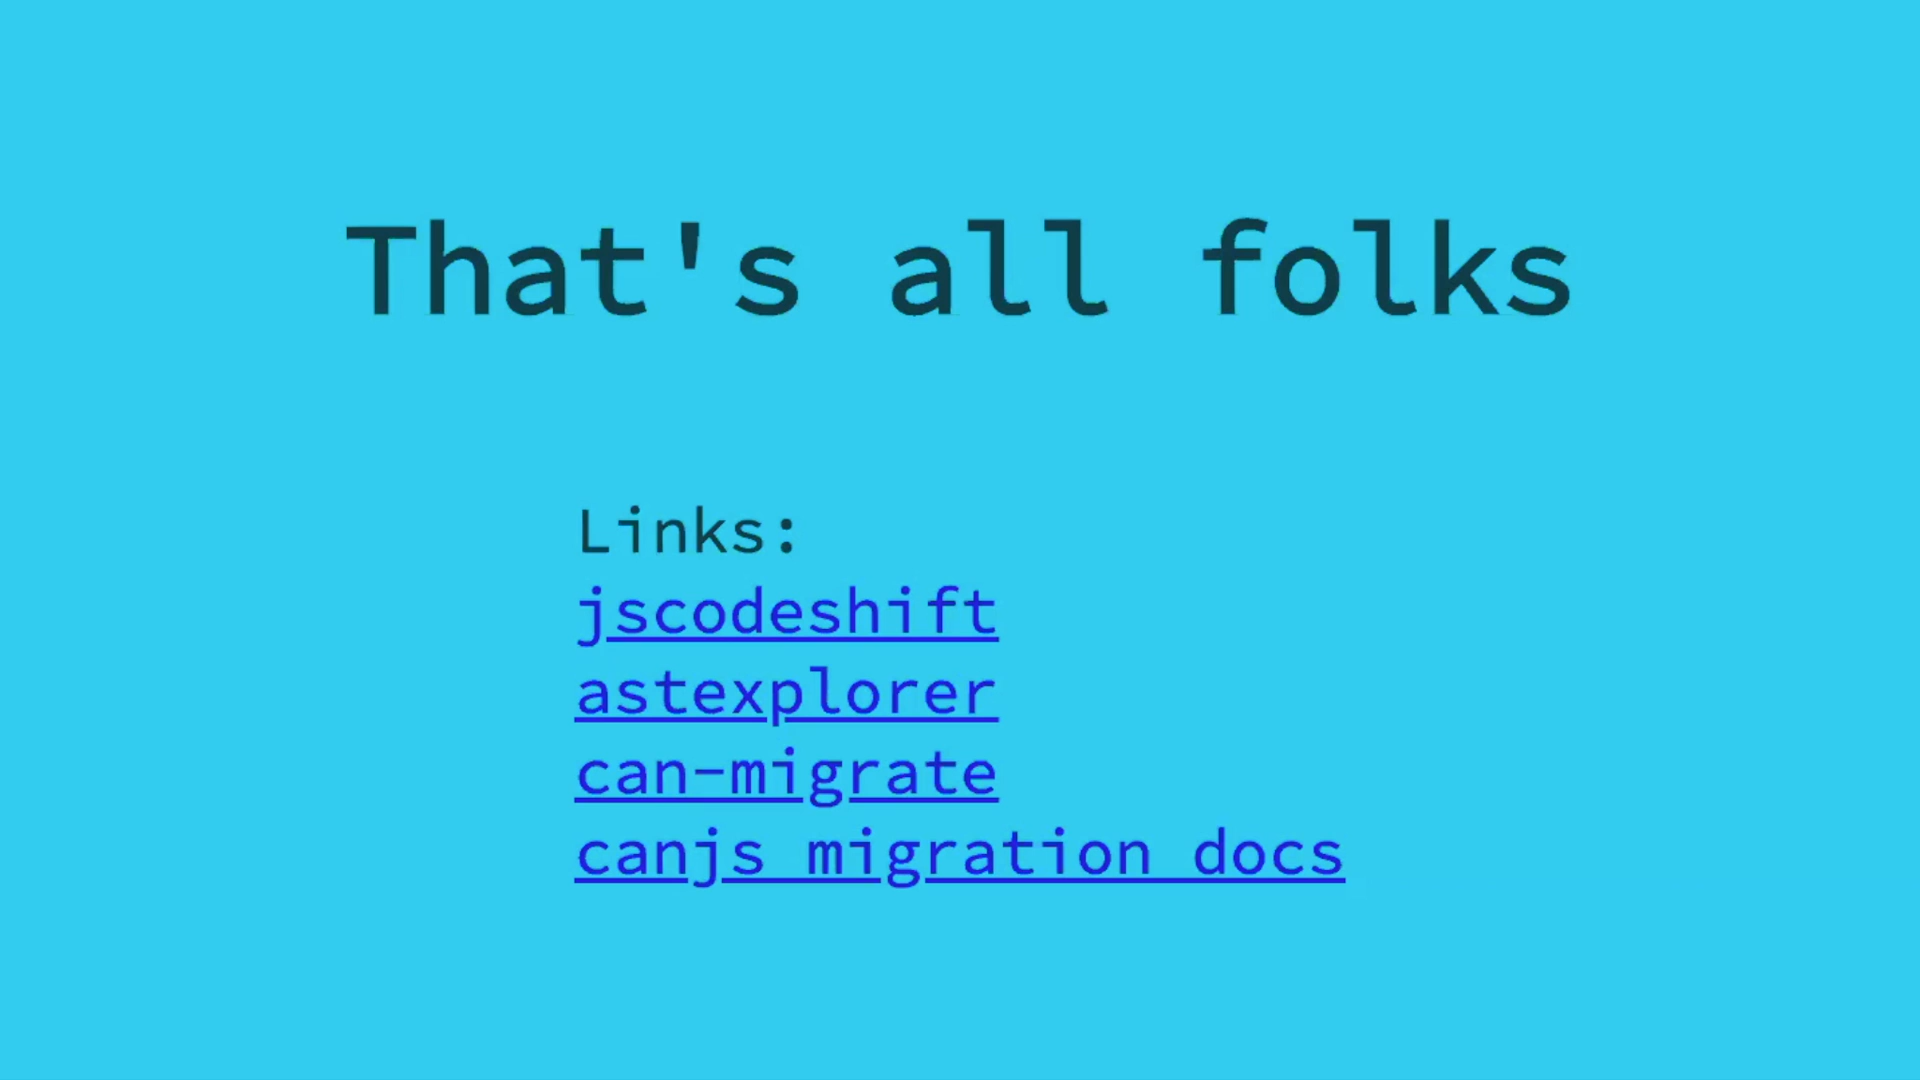 That's all folks
Links:
jscodeshift
astexplorer
can-migrate
canjs migration docs